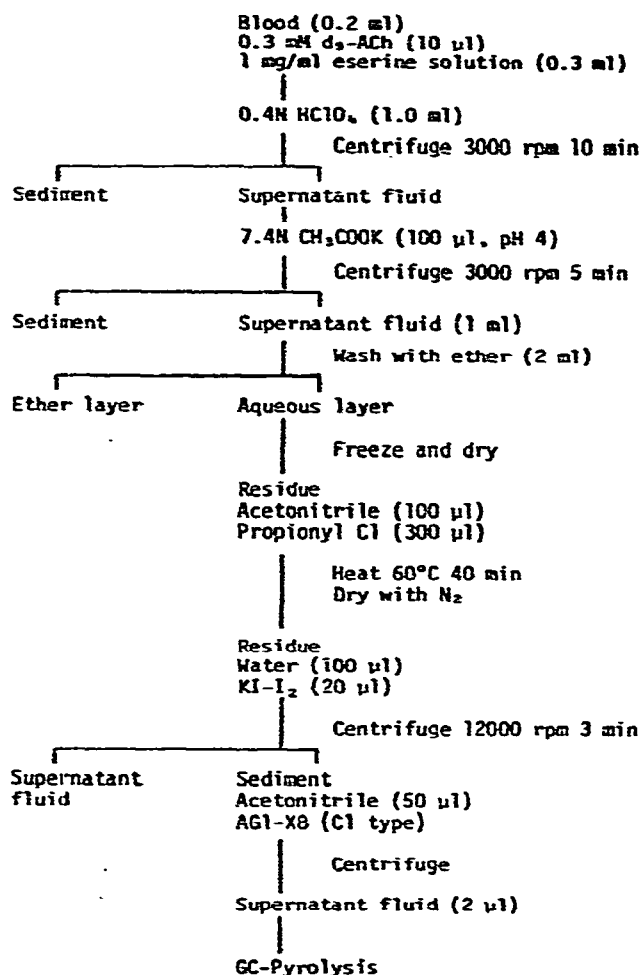 Blood (0.2 ml)
0.3 mM d₉-ACh (10 µl)
1 mg/ml eserine solution (0.3 ml)
0.4N HClO₄ (1.0 ml)
Centrifuge 3000 rpm 10 min
Sediment Supernatant fluid
7.4N CH₃COOK (100 µl, pH 4)
Centrifuge 3000 rpm 5 min
Sediment Supernatant fluid (1 ml)
Wash with ether (2 ml)
Ether layer Aqueous layer
Freeze and dry
Residue
Acetonitrile (100 µl)
Propionyl Cl (300 µl)
Heat 60°C 40 min
Dry with N₂
Residue
Water (100 µl)
KI-I₂ (20 µl)
Centrifuge 12000 rpm 3 min
Supernatant fluid
Sediment
Acetonitrile (50 µl)
AG1-X8 (Cl type)
Centrifuge
Supernatant fluid (2 µl)
GC-Pyrolysis